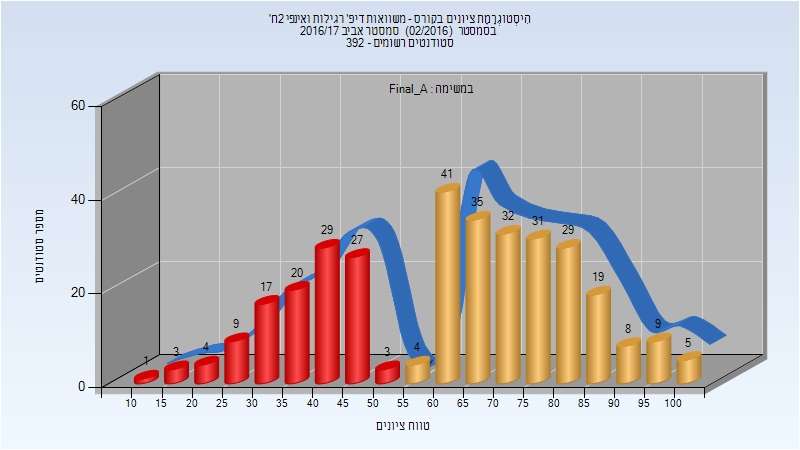 היסטוגרמת ציונים בקורס - משוואות דיפ' רגילות ואינפי 2ח'
בסמסטר (02/2016) סמסטר אביב 2016/17
סטודנטים רשומים - 392
במשימה : Final_A
60
40
20
0
מספר סטודנטים
1 3 4 9 17 20 29 27 3 4 41 35 32 31 29 19 8 9 5
10 15 20 25 30 35 40 45 50 55 60 65 70 75 80 85 90 95 100
טווח ציונים